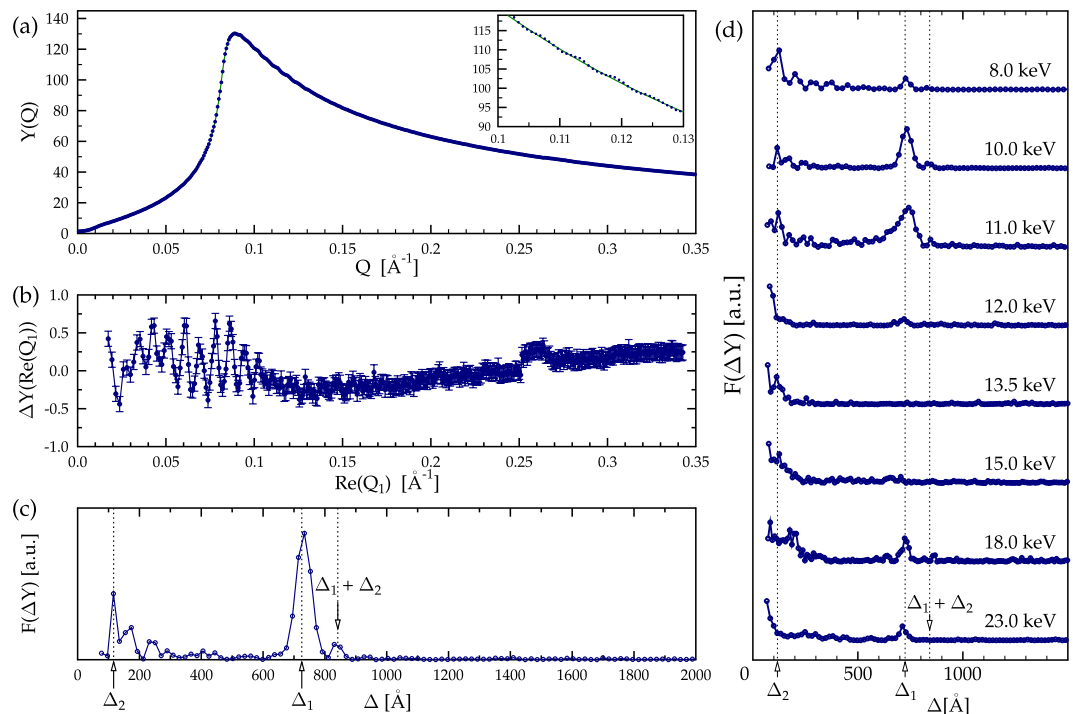 (a)
140
120
100
80
60
40
20
0
Y(Q)
0.0
0.05
0.1
0.15
0.2
0.25
0.3
0.35
Q [Å⁻¹]
115
110
105
100
95
90
0.1
0.11
0.12
0.13
(b)
1.0
0.5
0.0
-0.5
-1.0
ΔY(Re(Q₁))
0.0
0.05
0.1
0.15
0.2
0.25
0.3
0.35
Re(Q₁) [Å⁻¹]
(c)
F(ΔY) [a.u.]
Δ₁ + Δ₂
0
200
400
600
800
1000
1200
1400
1600
1800
2000
Δ₂
Δ₁
Δ [Å]
(d)
F(ΔY) [a.u.]
8.0 keV
10.0 keV
11.0 keV
12.0 keV
13.5 keV
15.0 keV
18.0 keV
Δ₁ + Δ₂
23.0 keV
0
500
1000
Δ₂
Δ₁
Δ[Å]